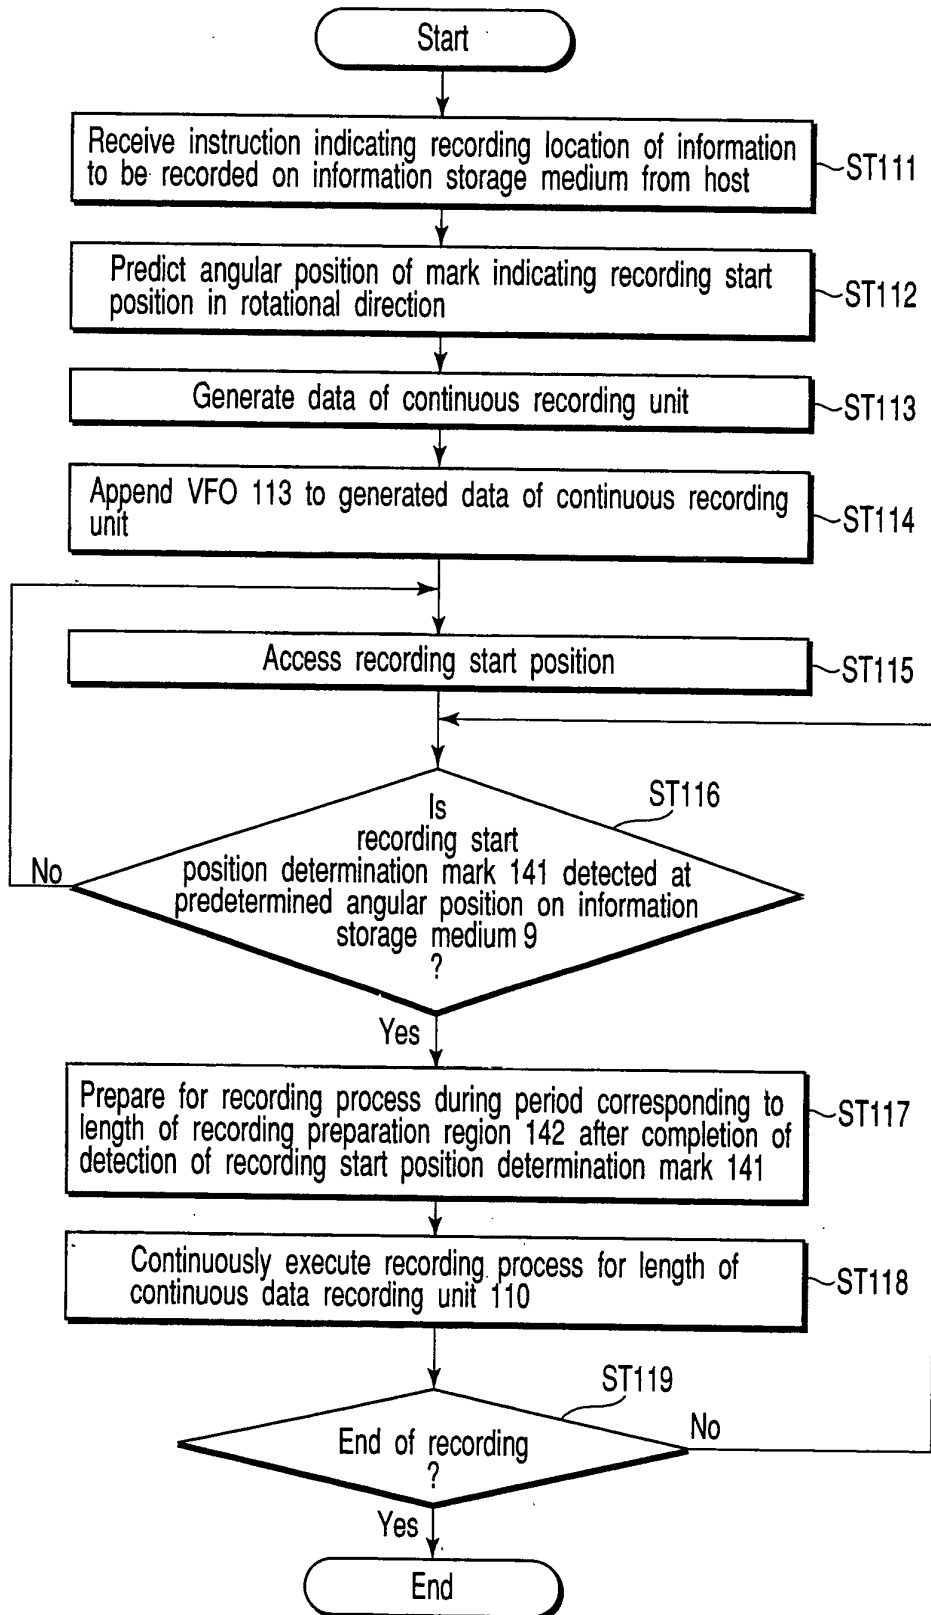 Start
Receive instruction indicating recording location of information
to be recorded on information storage medium from host
ST111
Predict angular position of mark indicating recording start
position in rotational direction
ST112
Generate data of continuous recording unit
ST113
Append VFO 113 to generated data of continuous recording
unit
ST114
Access recording start position
ST115
ST116
Is
recording start
position determination mark 141 detected at
predetermined angular position on information
storage medium 9
?
No
Yes
Prepare for recording process during period corresponding to
length of recording preparation region 142 after completion of
detection of recording start position determination mark 141
ST117
Continuously execute recording process for length of
continuous data recording unit 110
ST118
ST119
End of recording
?
No
Yes
End